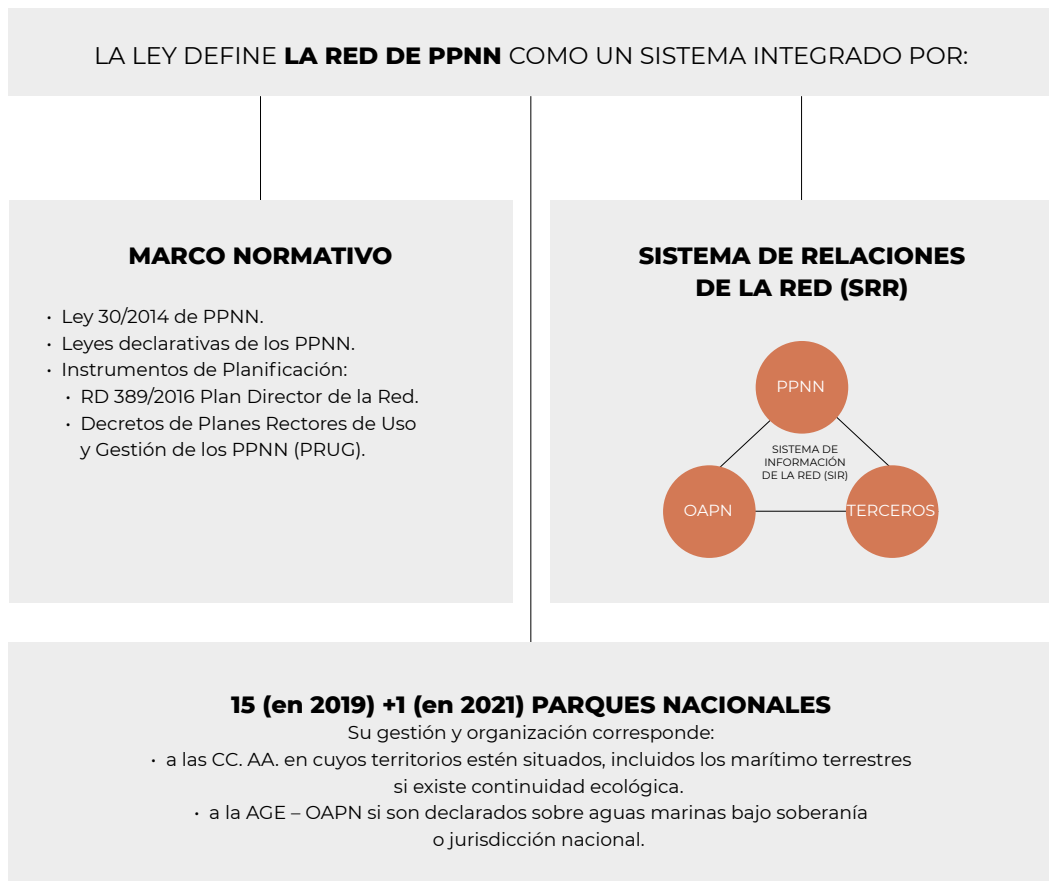 LA LEY DEFINE LA RED DE PPNN COMO UN SISTEMA INTEGRADO POR:
MARCO NORMATIVO
• Ley 30/2014 de PPNN.
• Leyes declarativas de los PPNN.
• Instrumentos de Planificación:
• RD 389/2016 Plan Director de la Red.
• Decretos de Planes Rectores de Uso
y Gestión de los PPNN (PRUG).
SISTEMA DE RELACIONES
DE LA RED (SRR)
PPNN
SISTEMA DE
INFORMACIÓN
DE LA RED (SIR)
OAPN
TERCEROS
15 (en 2019) +1 (en 2021) PARQUES NACIONALES
Su gestión y organización corresponde:
• a las CC. AA. en cuyos territorios estén situados, incluidos los marítimo terrestres
si existe continuidad ecológica.
• a la AGE – OAPN si son declarados sobre aguas marinas bajo soberanía
o jurisdicción nacional.